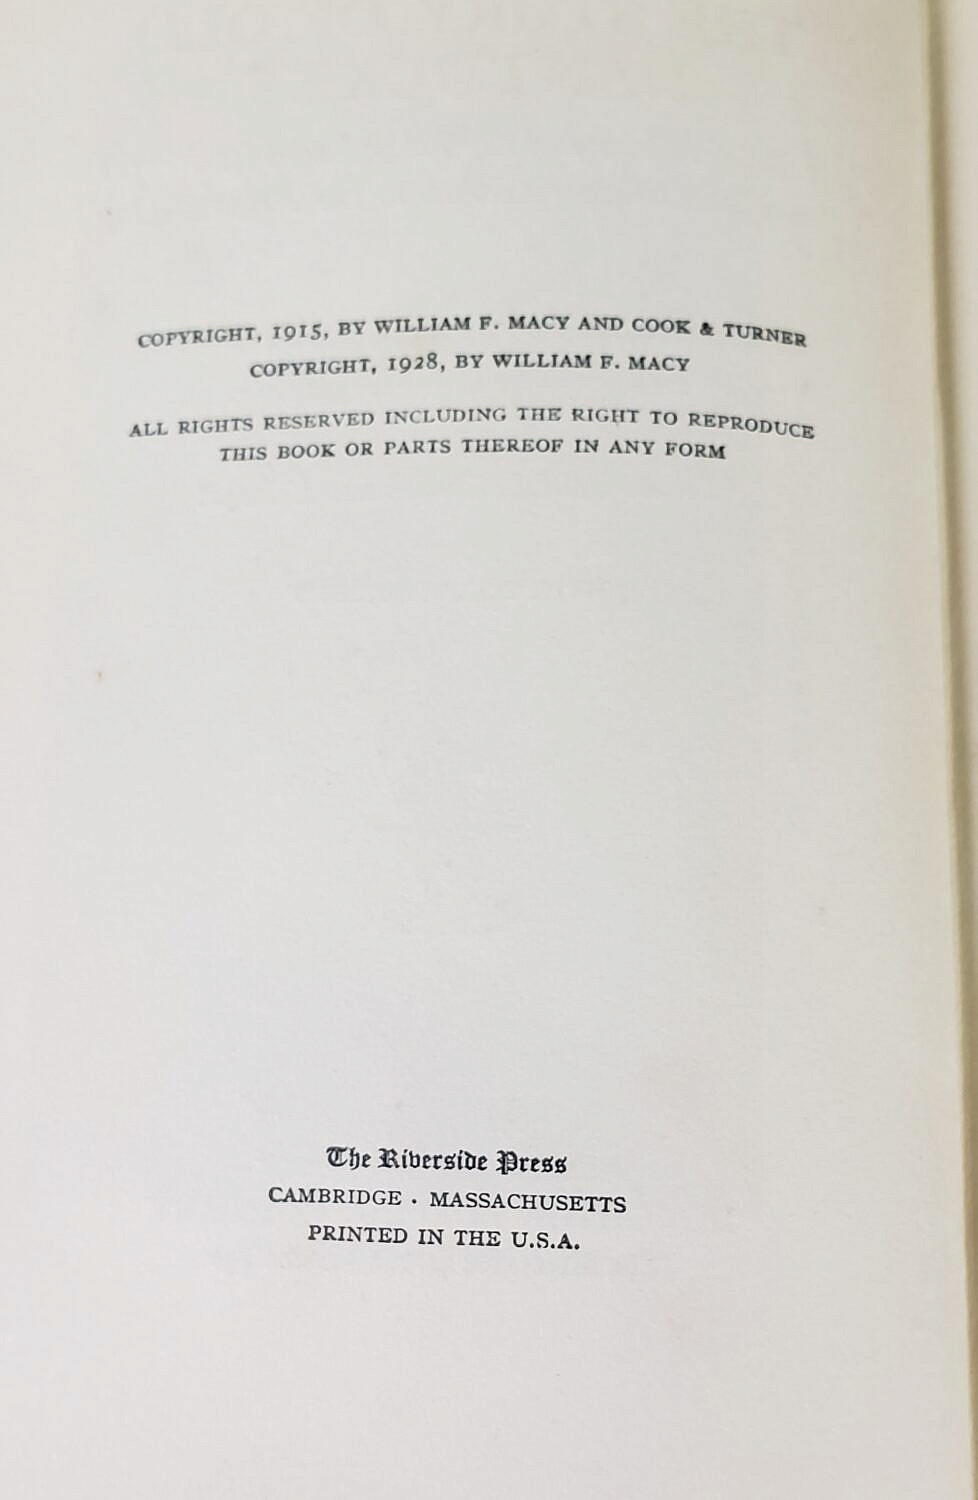 COPYRIGHT, 1915, BY WILLIAM F. MACY AND COOK & TURNER
COPYRIGHT, 1928, BY WILLIAM F. MACY
ALL RIGHTS RESERVED INCLUDING THE RIGHT TO REPRODUCE
THIS BOOK OR PARTS THEREOF IN ANY FORM
The Riverside Press
CAMBRIDGE · MASSACHUSETTS
PRINTED IN THE U.S.A.